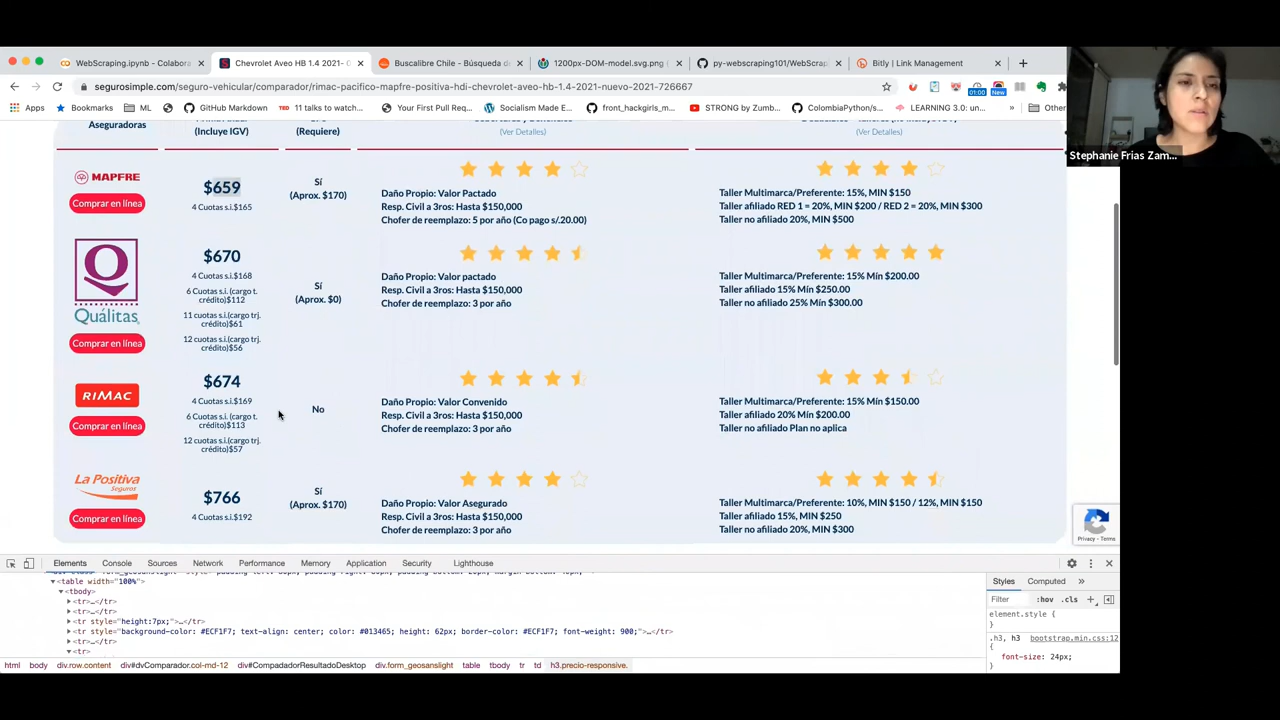 WebScraping.ipynb - Colabora
Chevrolet Aveo HB 1.4 2021- 0
Buscalibre Chile - Búsqueda de
1200px-DOM-model.svg.png
py-webscraping101/WebScrap
Bitly | Link Management
segurosimple.com/seguro-vehicular/comparador/rimac-pacifico-mapfre-positiva-hdi-chevrolet-aveo-hb-1.4-2021-nuevo-2021-726667
01:00
New
Apps
Bookmarks
ML
GitHub Markdown
11 talks to watch...
Your First Pull Req...
Socialism Made E...
front_hackgirls_m...
STRONG by Zumb...
ColombiaPython/s...
LEARNING 3.0: un...
»
Other
Stephanie Frias Zam...
Aseguradoras
(Incluye IGV)
(Requiere)
(Ver Detalles)
(Ver Detalles)
MAPFRE
Comprar en línea
$659
4 Cuotas s.i.$165
Sí
(Aprox. $170)
Daño Propio: Valor Pactado
Resp. Civil a 3ros: Hasta $150,000
Chofer de reemplazo: 5 por año (Co pago s/.20.00)
Taller Multimarca/Preferente: 15%, MIN $150
Taller afiliado RED 1 = 20%, MIN $200 / RED 2 = 20%, MIN $300
Taller no afiliado 20%, MIN $500
Q
Quálitas
Comprar en línea
$670
4 Cuotas s.i.$168
6 Cuotas s.i. (cargo t.
crédito)$112
11 cuotas s.i.(cargo trj.
crédito)$61
12 cuotas s.i.(cargo trj.
crédito)$56
Sí
(Aprox. $0)
Daño Propio: Valor pactado
Resp. Civil a 3ros: Hasta $150,000
Chofer de reemplazo: 3 por año
Taller Multimarca/Preferente: 15% Mín $200.00
Taller afiliado 15% Mín $250.00
Taller no afiliado 25% Mín $300.00
RIMAC
Comprar en línea
$674
4 Cuotas s.i.$169
6 Cuotas s.i. (cargo t.
crédito)$113
12 cuotas s.i.(cargo trj.
crédito)$57
No
Daño Propio: Valor Convenido
Resp. Civil a 3ros: Hasta $150,000
Chofer de reemplazo: 3 por año
Taller Multimarca/Preferente: 15% Mín $150.00
Taller afiliado 20% Mín $200.00
Taller no afiliado Plan no aplica
La Positiva
Seguros
Comprar en línea
$766
4 Cuotas s.i.$192
Sí
(Aprox. $170)
Daño Propio: Valor Asegurado
Resp. Civil a 3ros: Hasta $150,000
Chofer de reemplazo: 3 por año
Taller Multimarca/Preferente: 10%, MIN $150 / 12%, MIN $150
Taller afiliado 15%, MIN $250
Taller no afiliado 20%, MIN $300
Privacy - Terms
Elements Console Sources Network Performance Memory Application Security Lighthouse
▼<table width="100%">
▼<tbody>
▶<tr>…</tr>
▶<tr>…</tr>
▶<tr style="height:7px;">…</tr>
▶<tr style="background-color: #ECF1F7; text-align: center; color: #013465; height: 62px; border-color: #ECF1F7; font-weight: 900;">…</tr>
▶<tr>…</tr>
▼<tr>
html body div.row.content div#dvComparador.col-md-12 div#CompadadorResultadoDesktop div.form_geosanslight table tbody tr td h3.precio-responsive.
Styles Computed »
Filter :hov .cls +
element.style {
}
.h3, h3 bootstrap.min.css:12
{
font-size: 24px;